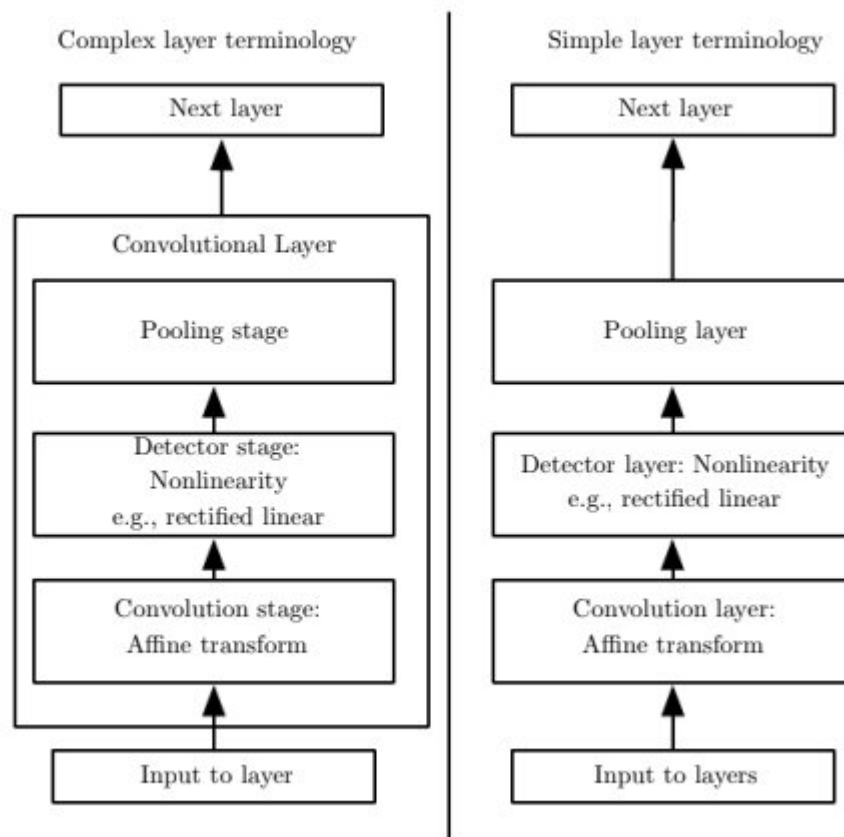 Complex layer terminology
Next layer
Convolutional Layer
Pooling stage
Detector stage:
Nonlinearity
e.g., rectified linear
Convolution stage:
Affine transform
Input to layer
Simple layer terminology
Next layer
Pooling layer
Detector layer: Nonlinearity
e.g., rectified linear
Convolution layer:
Affine transform
Input to layers